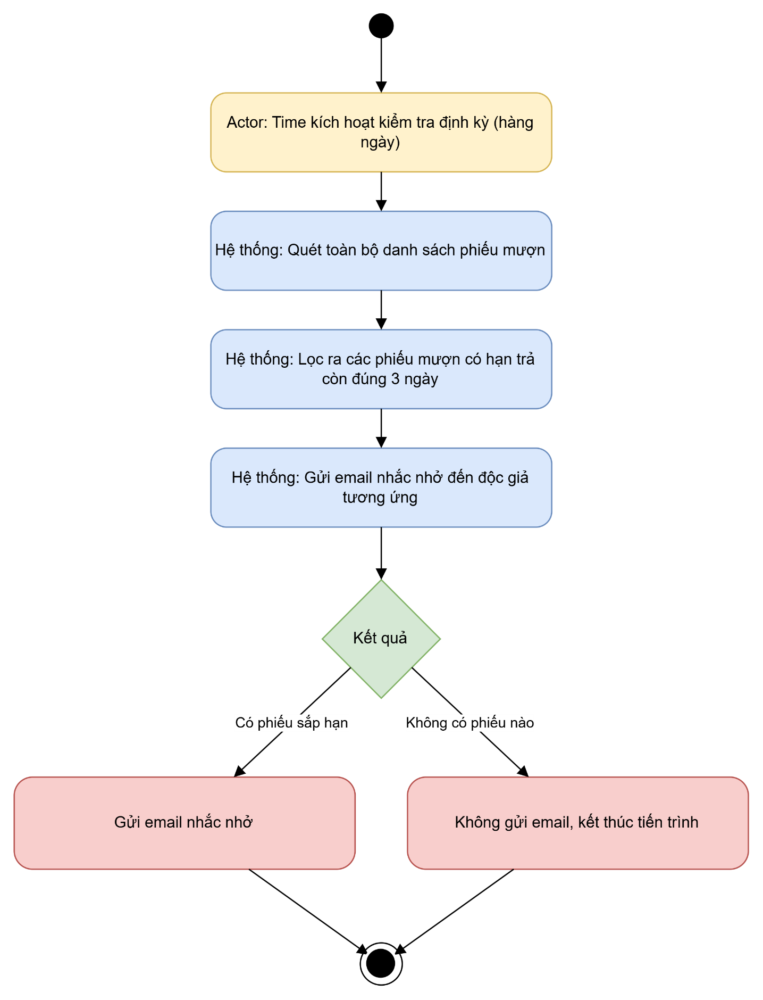 Actor: Time kích hoạt kiểm tra định kỳ (hàng
ngày)
Hệ thống: Quét toàn bộ danh sách phiếu mượn
Hệ thống: Lọc ra các phiếu mượn có hạn trả
còn đúng 3 ngày
Hệ thống: Gửi email nhắc nhở đến độc giả
tương ứng
Kết quả
Có phiếu sắp hạn
Không có phiếu nào
Gửi email nhắc nhở
Không gửi email, kết thúc tiến trình